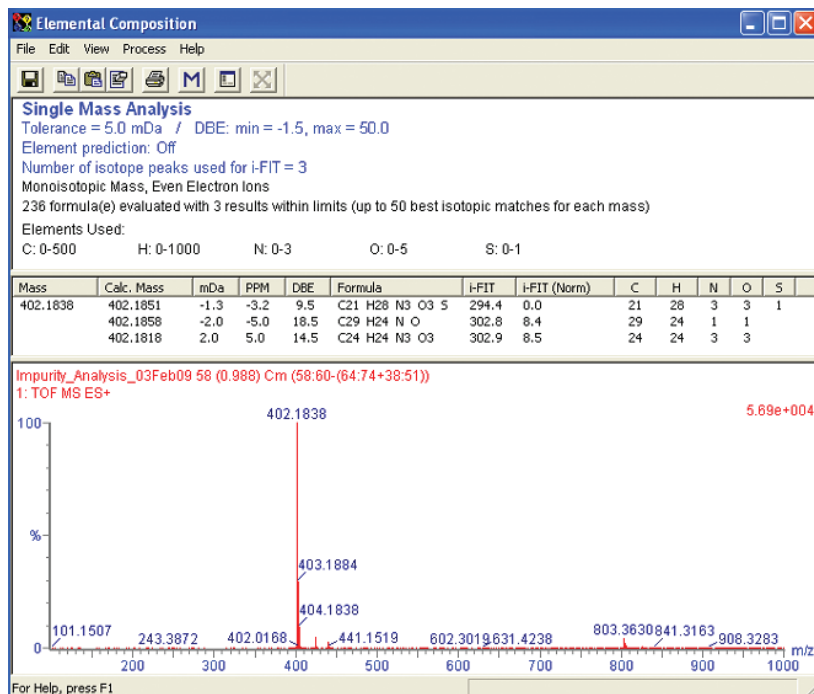 Elemental Composition
File Edit View Process Help
M
Single Mass Analysis
Tolerance = 5.0 mDa / DBE: min = -1.5, max = 50.0
Element prediction: Off
Number of isotope peaks used for i-FIT = 3
Monoisotopic Mass, Even Electron Ions
236 formula(e) evaluated with 3 results within limits (up to 50 best isotopic matches for each mass)
Elements Used:
C: 0-500 H: 0-1000 N: 0-3 O: 0-5 S: 0-1
Mass Calc. Mass mDa PPM DBE Formula i-FIT i-FIT (Norm) C H N O S
402.1838 402.1851 -1.3 -3.2 9.5 C21 H28 N3 O3 S 294.4 0.0 21 28 3 3 1
402.1858 -2.0 -5.0 18.5 C29 H24 N O 302.8 8.4 29 24 1 1
402.1818 2.0 5.0 14.5 C24 H24 N3 O3 302.9 8.5 24 24 3 3
Impurity_Analysis_03Feb09 58 (0.988) Cm (58:60-(64:74+38:51))
1: TOF MS ES+
5.69e+004
402.1838
100
%
403.1884
404.1838
101.1507 243.3872 402.0168 441.1519 602.3019 631.4238 803.3630 841.3163 908.3283
0
m/z
200 300 400 500 600 700 800 900 1000
For Help, press F1